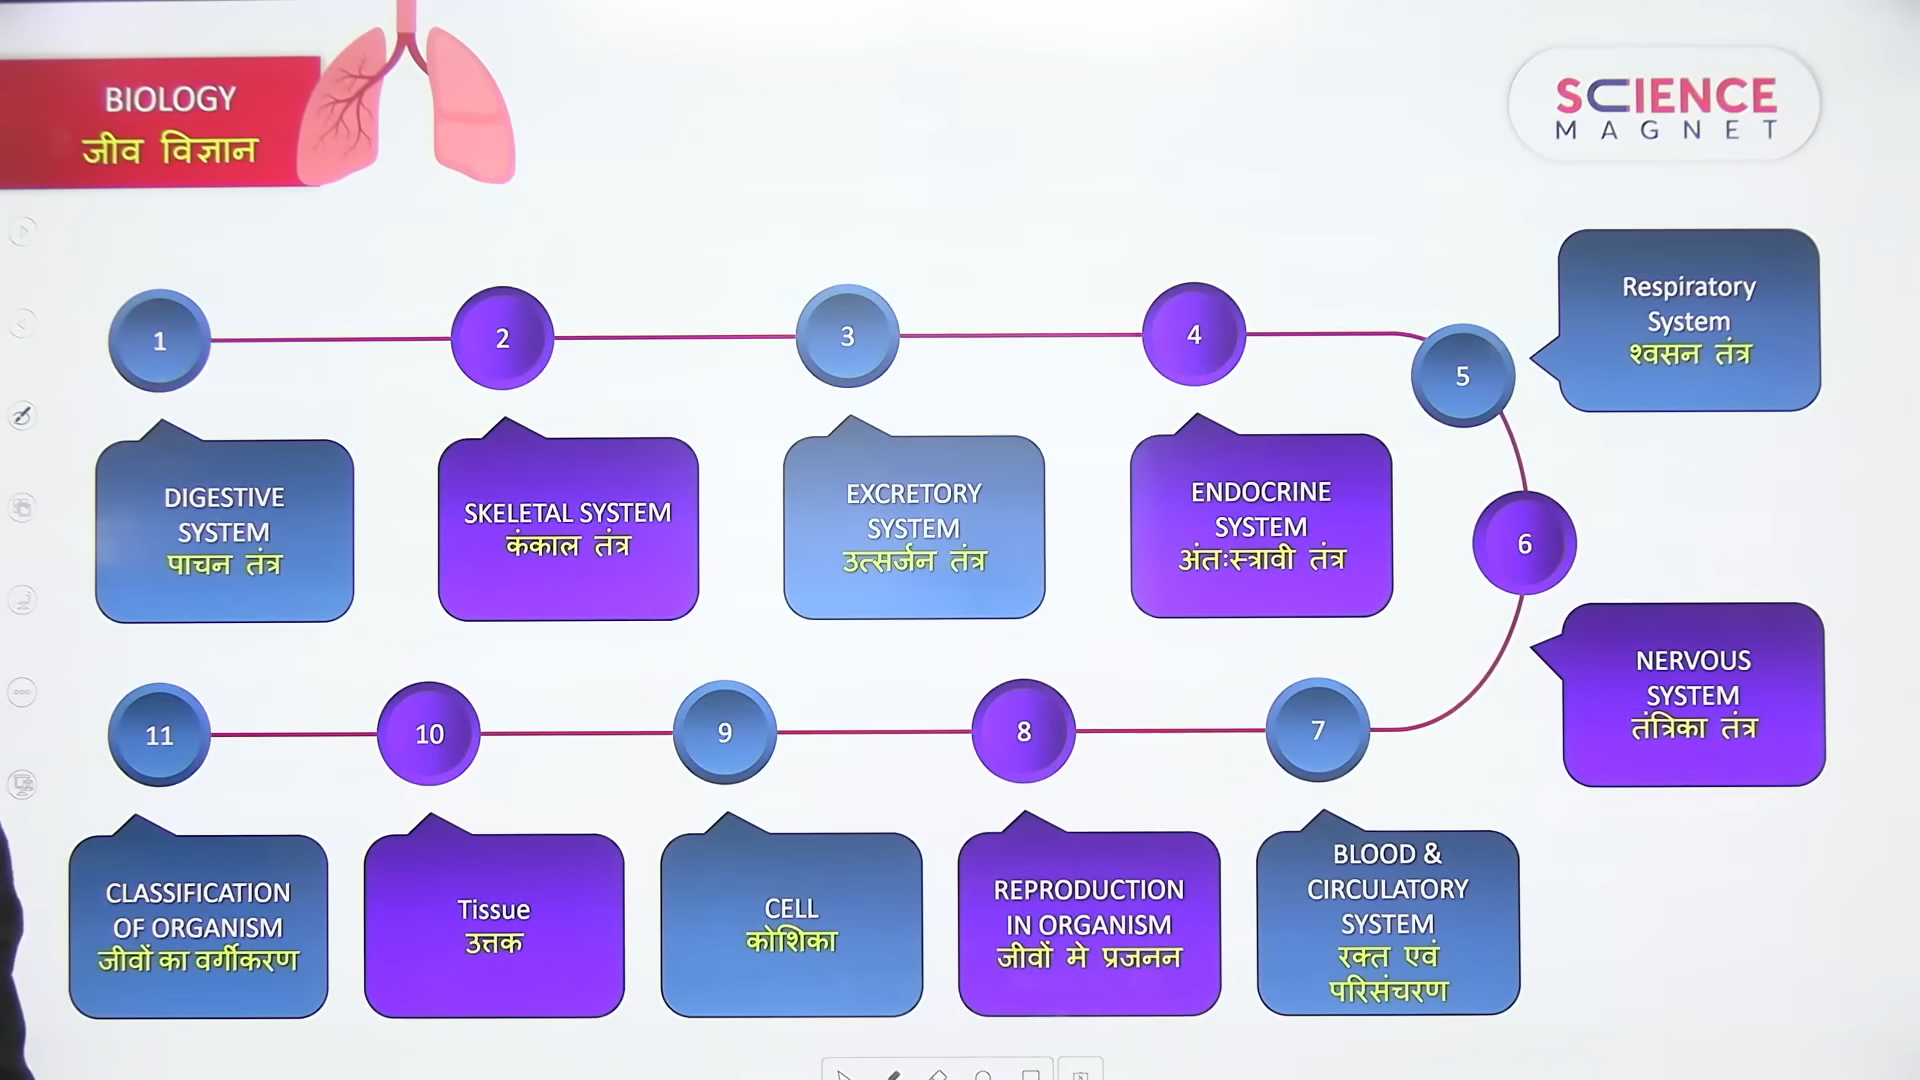 BIOLOGY
जीव विज्ञान
SCIENCE
MAGNET
1
2
3
4
5
Respiratory
System
श्वसन तंत्र
DIGESTIVE
SYSTEM
पाचन तंत्र
SKELETAL SYSTEM
कंकाल तंत्र
EXCRETORY
SYSTEM
उत्सर्जन तंत्र
ENDOCRINE
SYSTEM
अंतःस्त्रावी तंत्र
6
NERVOUS
SYSTEM
तंत्रिका तंत्र
11
10
9
8
7
CLASSIFICATION
OF ORGANISM
जीवों का वर्गीकरण
Tissue
उत्तक
CELL
कोशिका
REPRODUCTION
IN ORGANISM
जीवों मे प्रजनन
BLOOD &
CIRCULATORY
SYSTEM
रक्त एवं
परिसंचरण